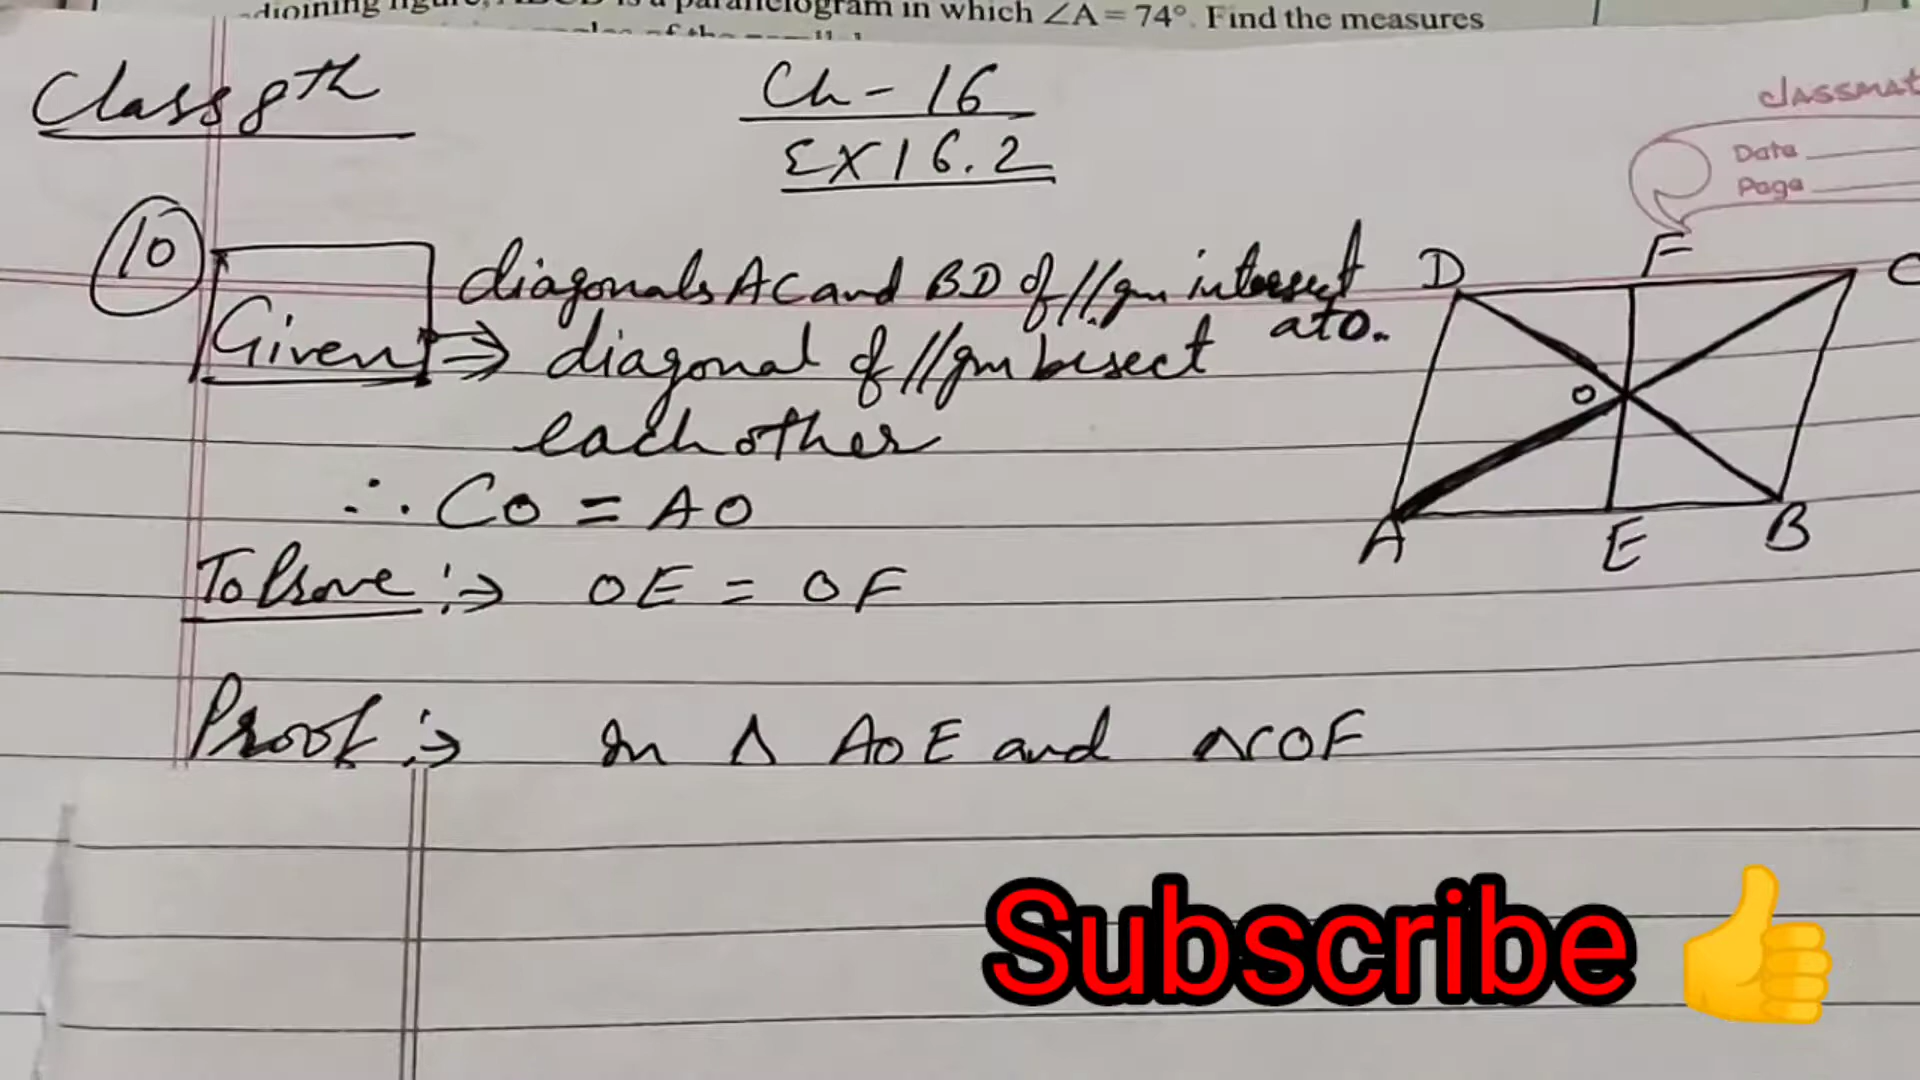 adjoining figure, ABCD is a parallelogram in which ∠A = 74°. Find the measures
Class 8th
Ch - 16
EX 16.2
classmat
Date
Page
10
diagonals AC and BD of //gm intersect
at O.
Given ⇒ diagonal of //gm bisect
each other
∴ CO = AO
To Prove :→ OE = OF
Proof :→ In Δ AOE and ΔCOF
D F C
O
A E B
Subscribe 👍